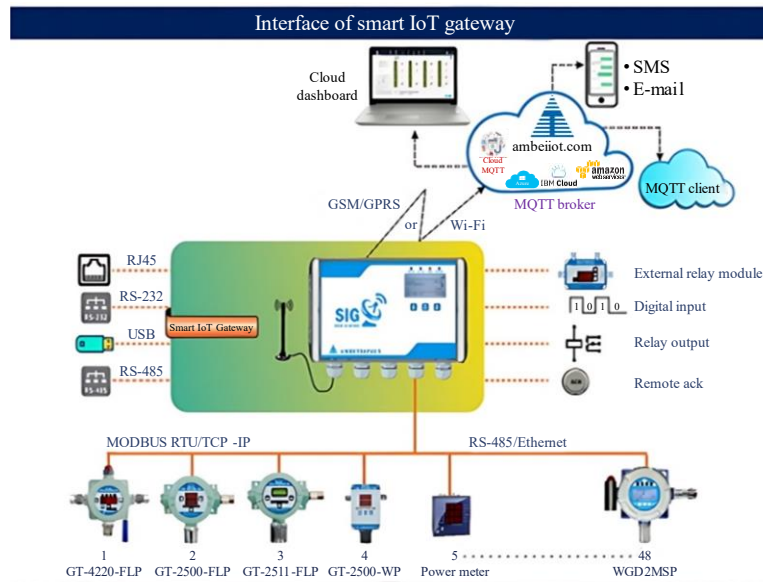 Interface of smart IoT gateway
Cloud
dashboard
• SMS
• E-mail
ambeiiot.com
Cloud
MQTT
Azure
IBM Cloud
amazon
web services
MQTT broker
MQTT client
GSM/GPRS
or
Wi-Fi
RJ45
RS-232
RS-232
Smart IoT Gateway
USB
RS-485
RS-485
SIG
External relay module
1 0 1 0
Digital input
Relay output
ACK
Remote ack
MODBUS RTU/TCP -IP
RS-485/Ethernet
1
GT-4220-FLP
2
GT-2500-FLP
3
GT-2511-FLP
4
GT-2500-WP
5
Power meter
48
WGD2MSP